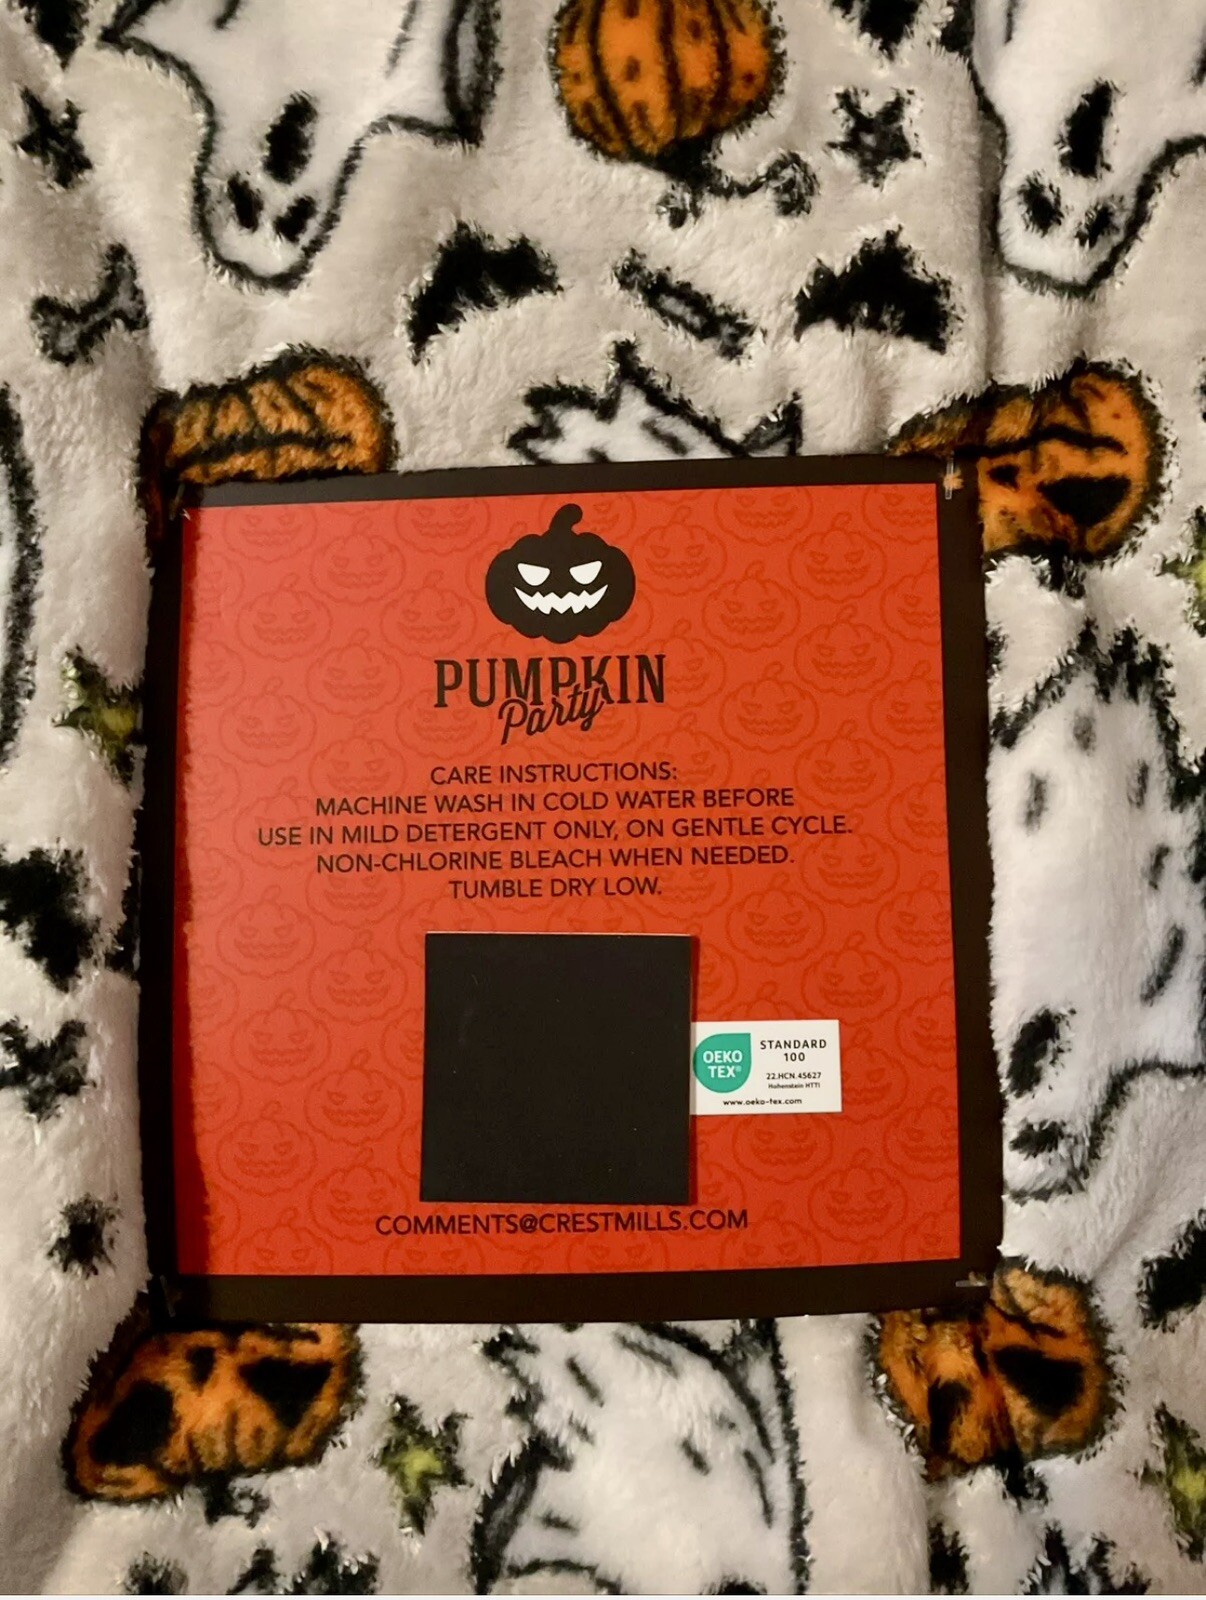 PUMPKIN
Party
CARE INSTRUCTIONS:
MACHINE WASH IN COLD WATER BEFORE
USE IN MILD DETERGENT ONLY, ON GENTLE CYCLE.
NON-CHLORINE BLEACH WHEN NEEDED.
TUMBLE DRY LOW.
OEKO
TEX®
STANDARD
100
22.HCN.45627
Hohenstein HTTI
www.oeko-tex.com
COMMENTS@CRESTMILLS.COM